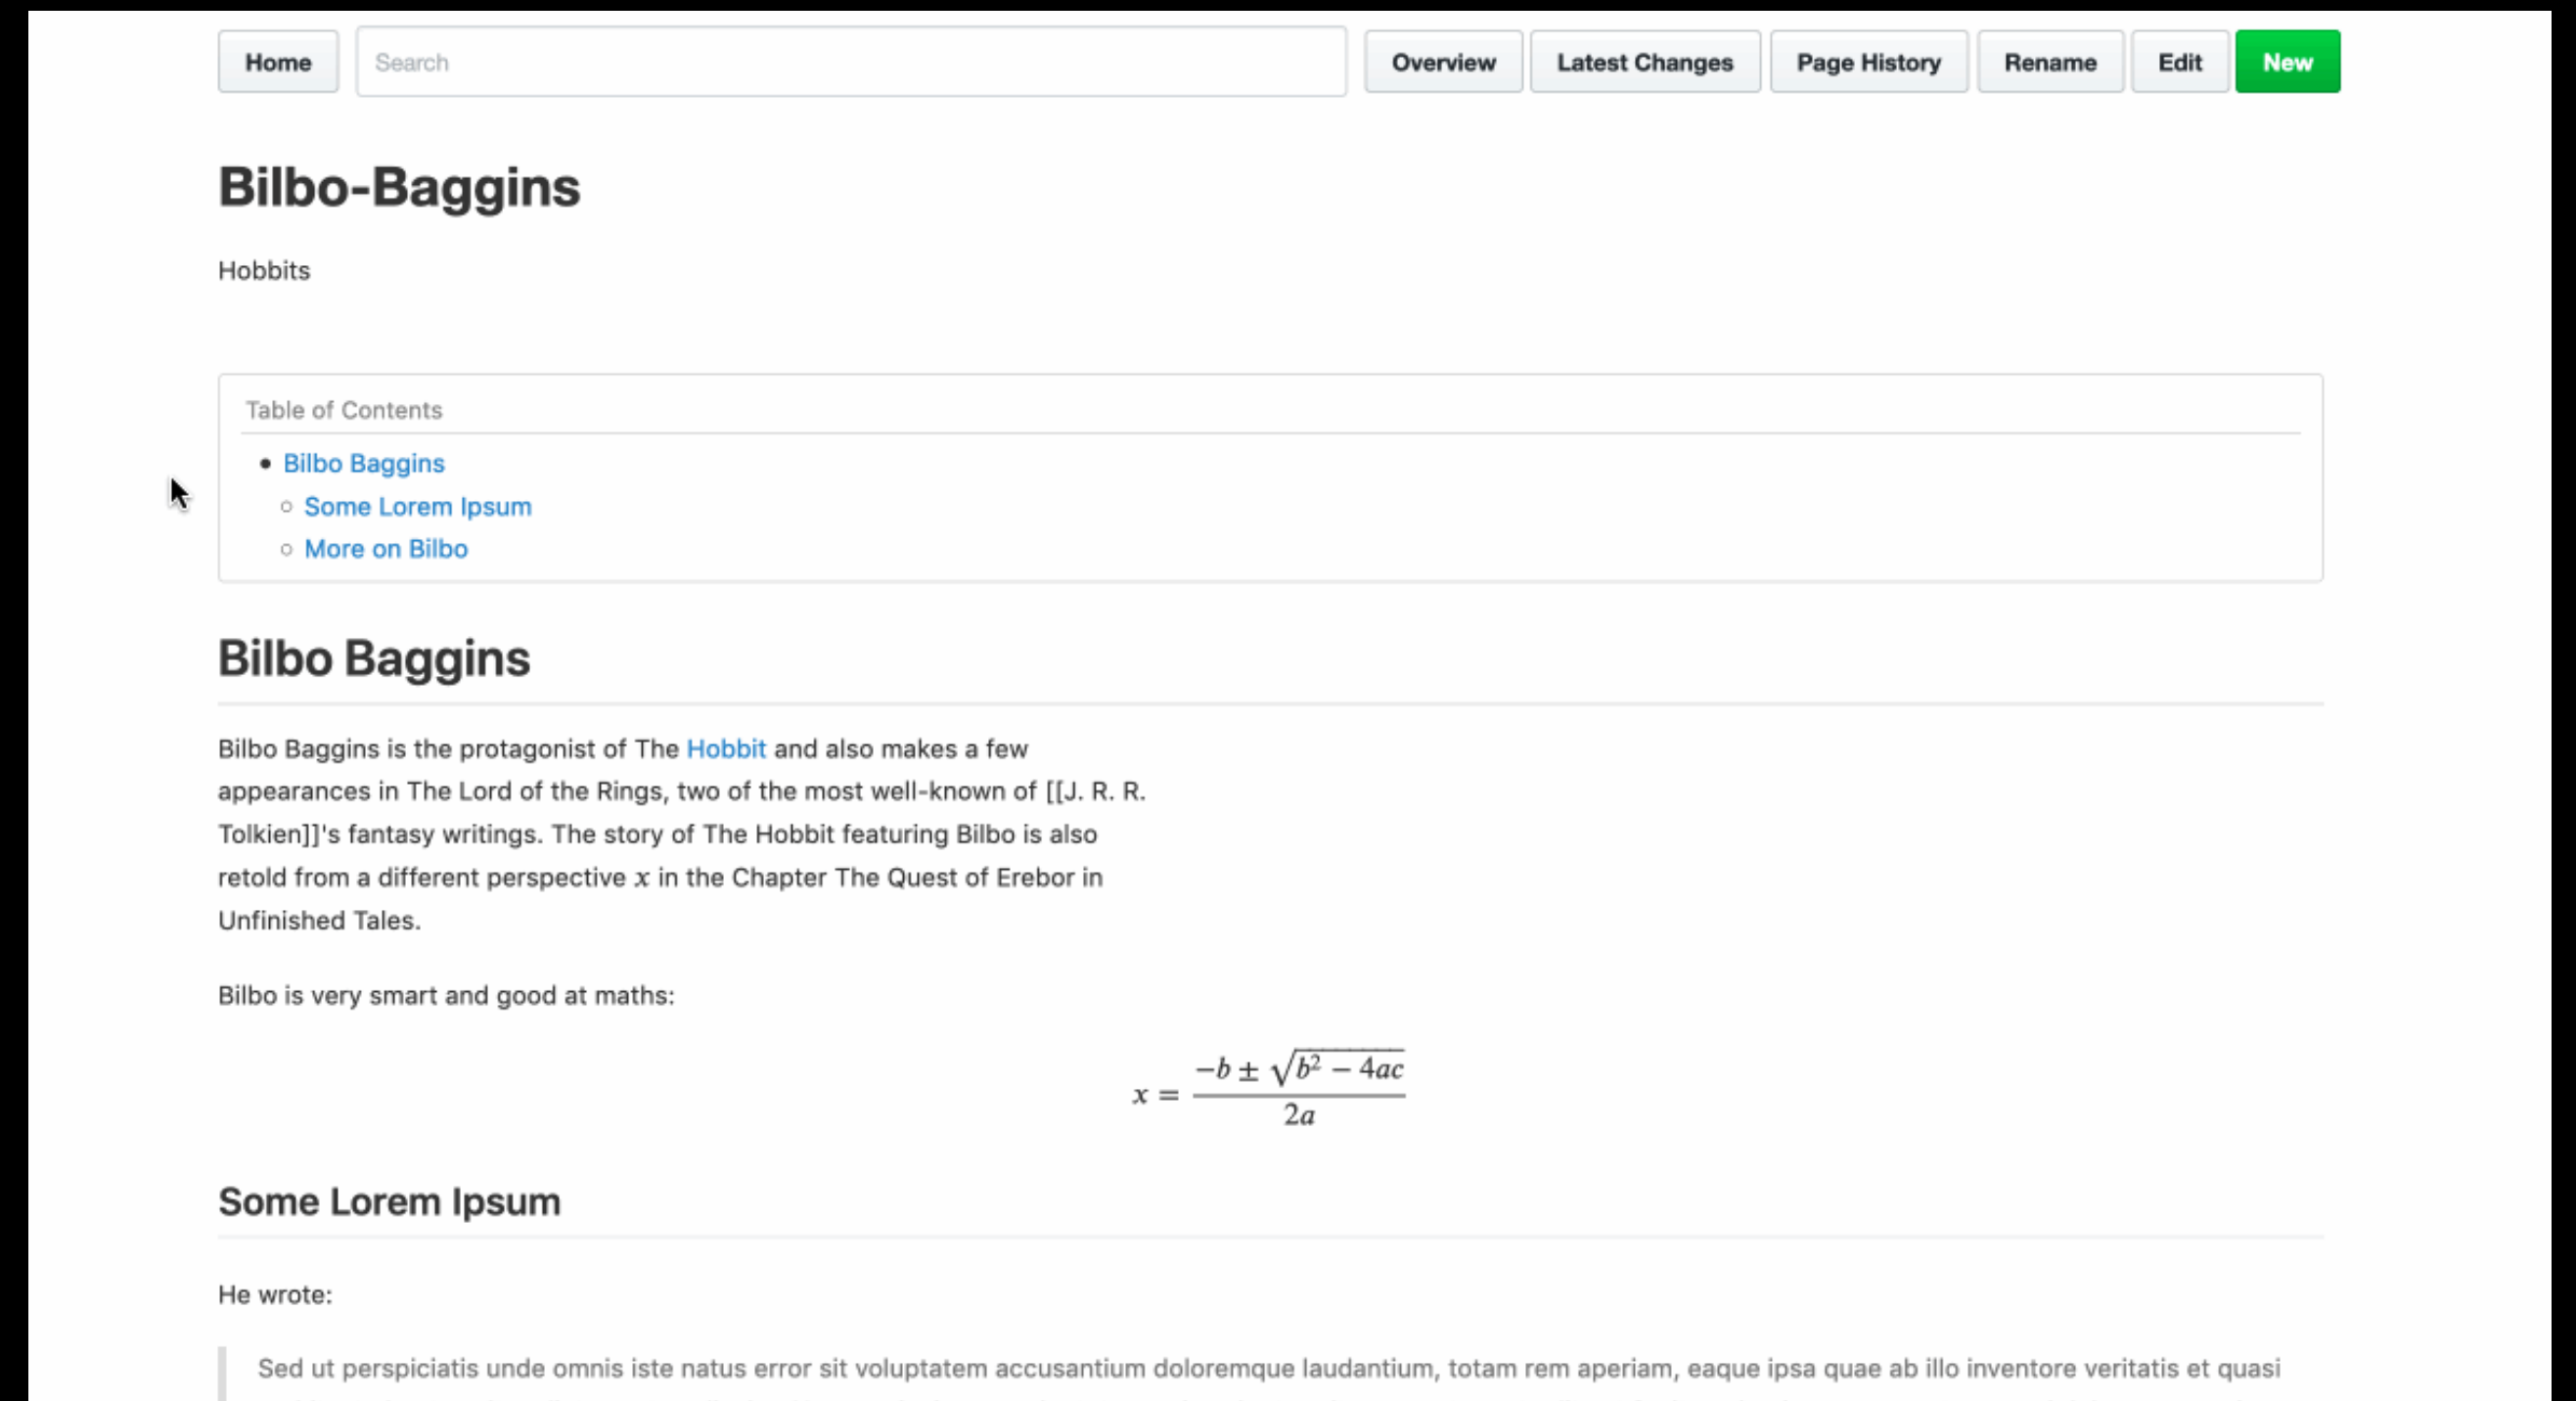 Home Search Overview Latest Changes Page History Rename Edit New
Bilbo-Baggins
Hobbits
Table of Contents
Bilbo Baggins
Some Lorem Ipsum
More on Bilbo
Bilbo Baggins
Bilbo Baggins is the protagonist of The Hobbit and also makes a few
appearances in The Lord of the Rings, two of the most well-known of [[J. R. R.
Tolkien]]'s fantasy writings. The story of The Hobbit featuring Bilbo is also
retold from a different perspective x in the Chapter The Quest of Erebor in
Unfinished Tales.
Bilbo is very smart and good at maths:
x = (−b ± √(b² − 4ac)) / 2a
Some Lorem Ipsum
He wrote:
Sed ut perspiciatis unde omnis iste natus error sit voluptatem accusantium doloremque laudantium, totam rem aperiam, eaque ipsa quae ab illo inventore veritatis et quasi